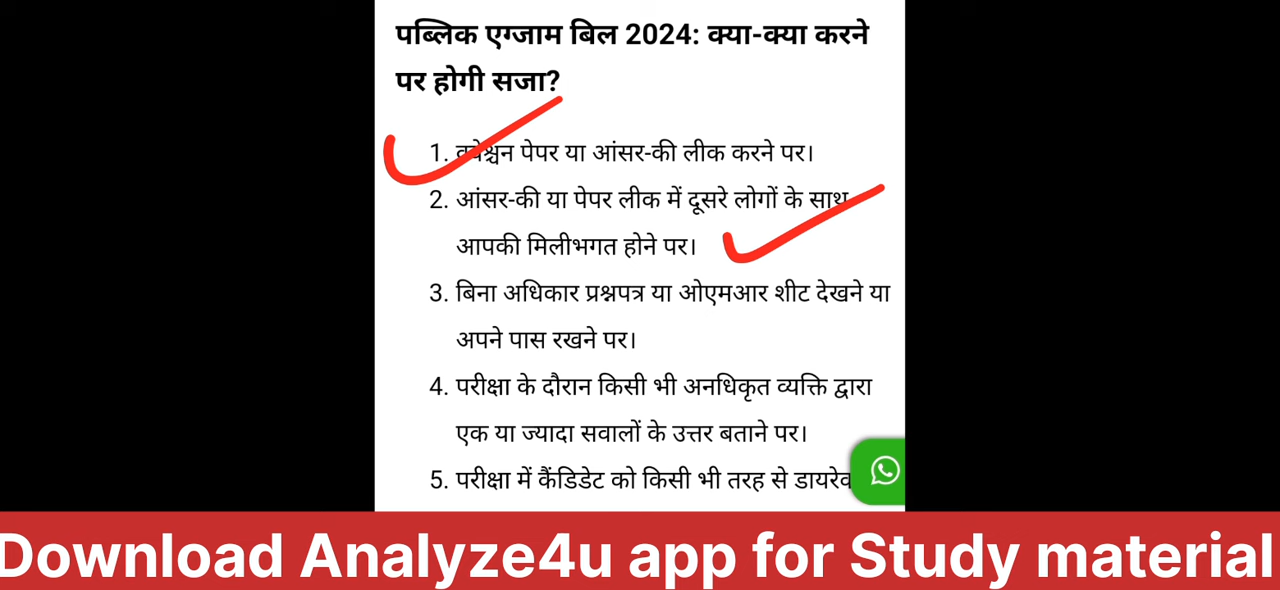 पब्लिक एग्जाम बिल 2024: क्या-क्या करने
पर होगी सजा?
1. क्वेश्चन पेपर या आंसर-की लीक करने पर।
2. आंसर-की या पेपर लीक में दूसरे लोगों के साथ
आपकी मिलीभगत होने पर।
3. बिना अधिकार प्रश्नपत्र या ओएमआर शीट देखने या
अपने पास रखने पर।
4. परीक्षा के दौरान किसी भी अनधिकृत व्यक्ति द्वारा
एक या ज्यादा सवालों के उत्तर बताने पर।
5. परीक्षा में कैंडिडेट को किसी भी तरह से
Download Analyze4u app for Study material